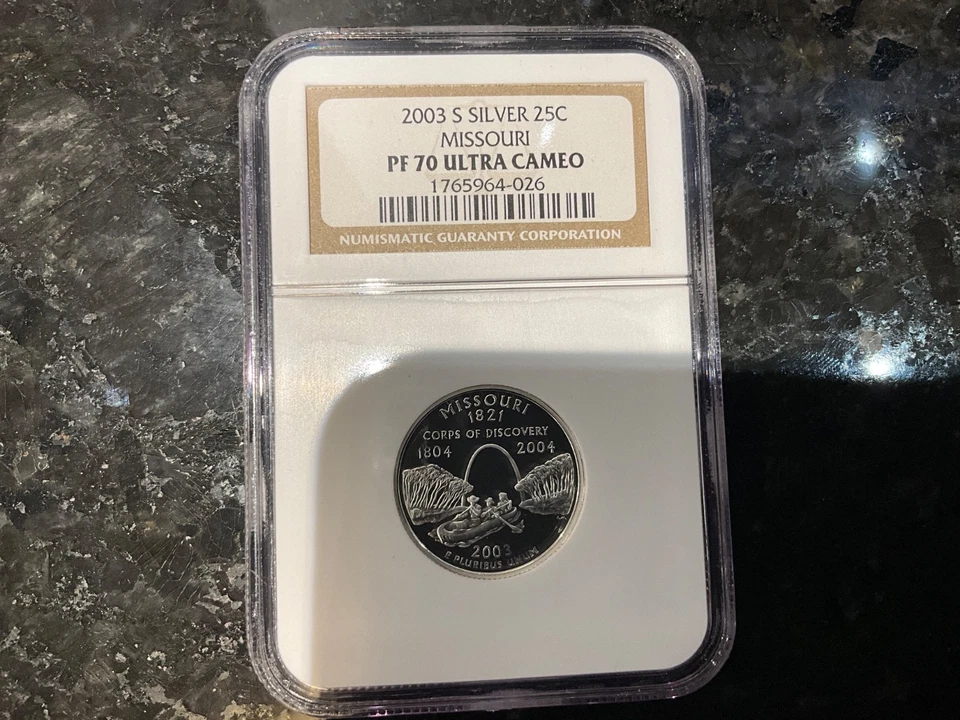 2003 S SILVER 25C
MISSOURI
PF 70 ULTRA CAMEO
1765964-026
NUMISMATIC GUARANTY CORPORATION
MISSOURI
1821
CORPS OF DISCOVERY
1804 2004
2003
E PLURIBUS UNUM